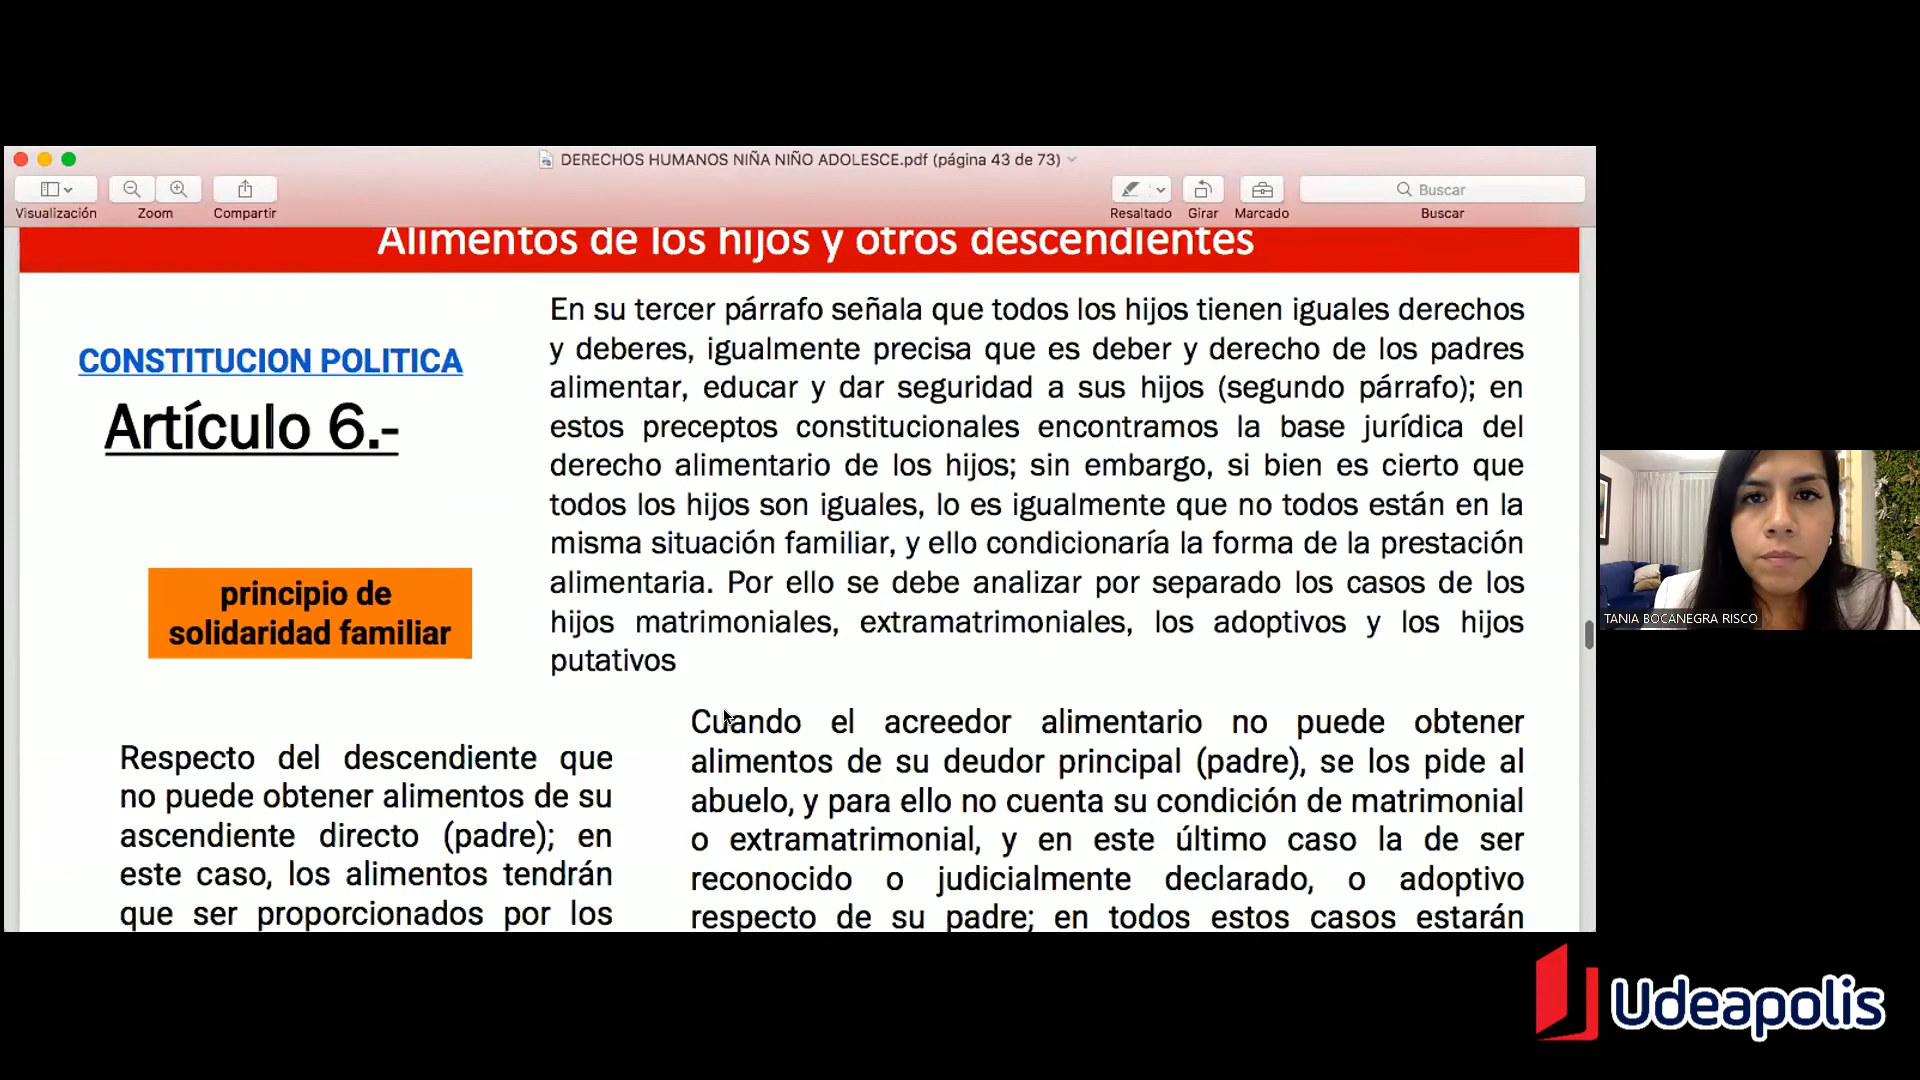 DERECHOS HUMANOS NIÑA NIÑO ADOLESCE.pdf (página 43 de 73)
Visualización
Zoom
Compartir
Resaltado
Girar
Marcado
Buscar
Buscar
Alimentos de los hijos y otros descendientes
CONSTITUCION POLITICA
Artículo 6.-
principio de
solidaridad familiar
En su tercer párrafo señala que todos los hijos tienen iguales derechos
y deberes, igualmente precisa que es deber y derecho de los padres
alimentar, educar y dar seguridad a sus hijos (segundo párrafo); en
estos preceptos constitucionales encontramos la base jurídica del
derecho alimentario de los hijos; sin embargo, si bien es cierto que
todos los hijos son iguales, lo es igualmente que no todos están en la
misma situación familiar, y ello condicionaría la forma de la prestación
alimentaria. Por ello se debe analizar por separado los casos de los
hijos matrimoniales, extramatrimoniales, los adoptivos y los hijos
putativos
Respecto del descendiente que
no puede obtener alimentos de su
ascendiente directo (padre); en
este caso, los alimentos tendrán
que ser proporcionados por los
Cuando el acreedor alimentario no puede obtener
alimentos de su deudor principal (padre), se los pide al
abuelo, y para ello no cuenta su condición de matrimonial
o extramatrimonial, y en este último caso la de ser
reconocido o judicialmente declarado, o adoptivo
respecto de su padre; en todos estos casos estarán
TANIA BOCANEGRA RISCO
Udeapolis